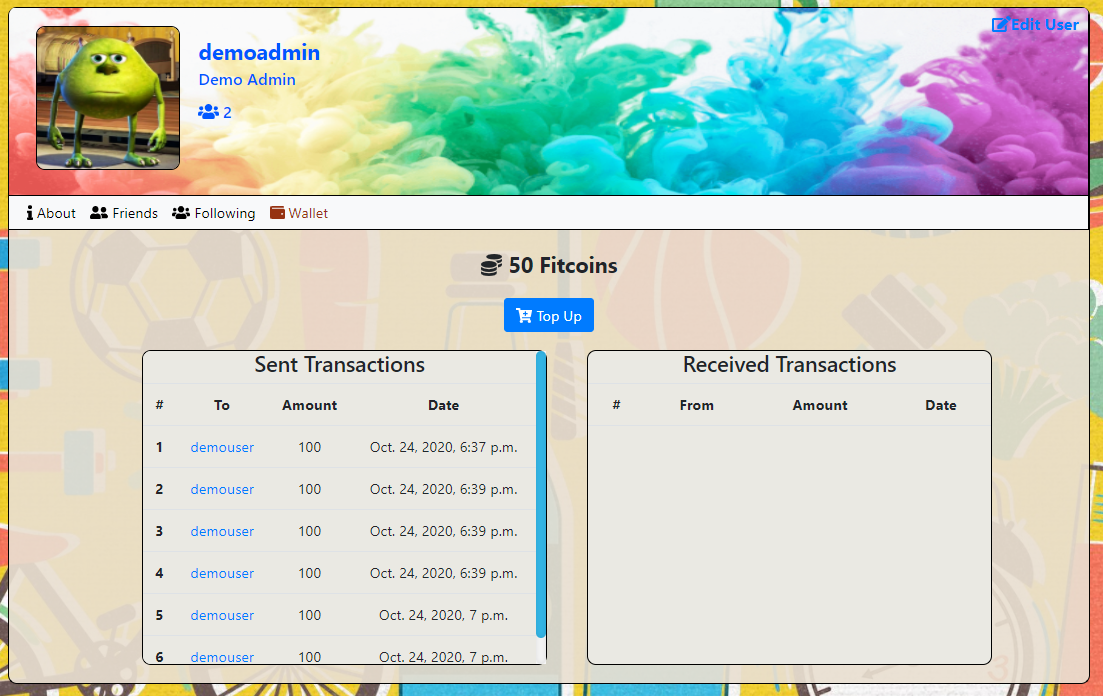 Edit User
demoadmin
Demo Admin
2
About Friends Following Wallet
50 Fitcoins
Top Up
Sent Transactions
# To Amount Date
1 demouser 100 Oct. 24, 2020, 6:37 p.m.
2 demouser 100 Oct. 24, 2020, 6:39 p.m.
3 demouser 100 Oct. 24, 2020, 6:39 p.m.
4 demouser 100 Oct. 24, 2020, 6:39 p.m.
5 demouser 100 Oct. 24, 2020, 7 p.m.
6 demouser 100 Oct. 24, 2020, 7 p.m.
Received Transactions
# From Amount Date